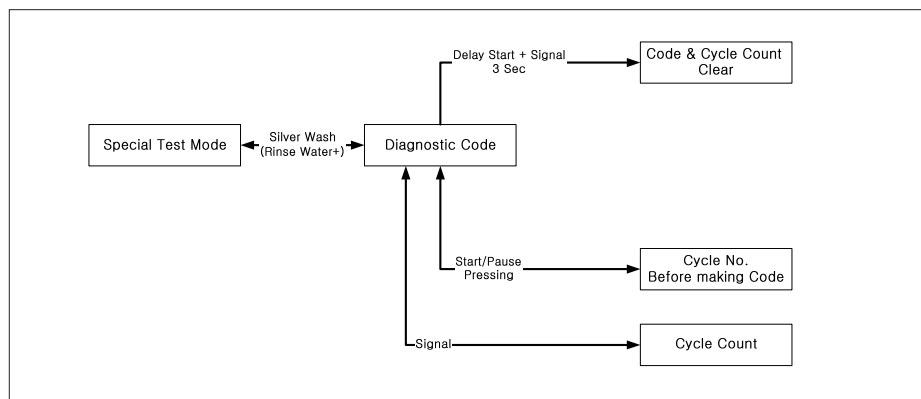 Delay Start + Signal
3 Sec
Code & Cycle Count
Clear
Special Test Mode
Silver Wash
(Rinse Water+)
Diagnostic Code
Start/Pause
Pressing
Cycle No.
Before making Code
Signal
Cycle Count